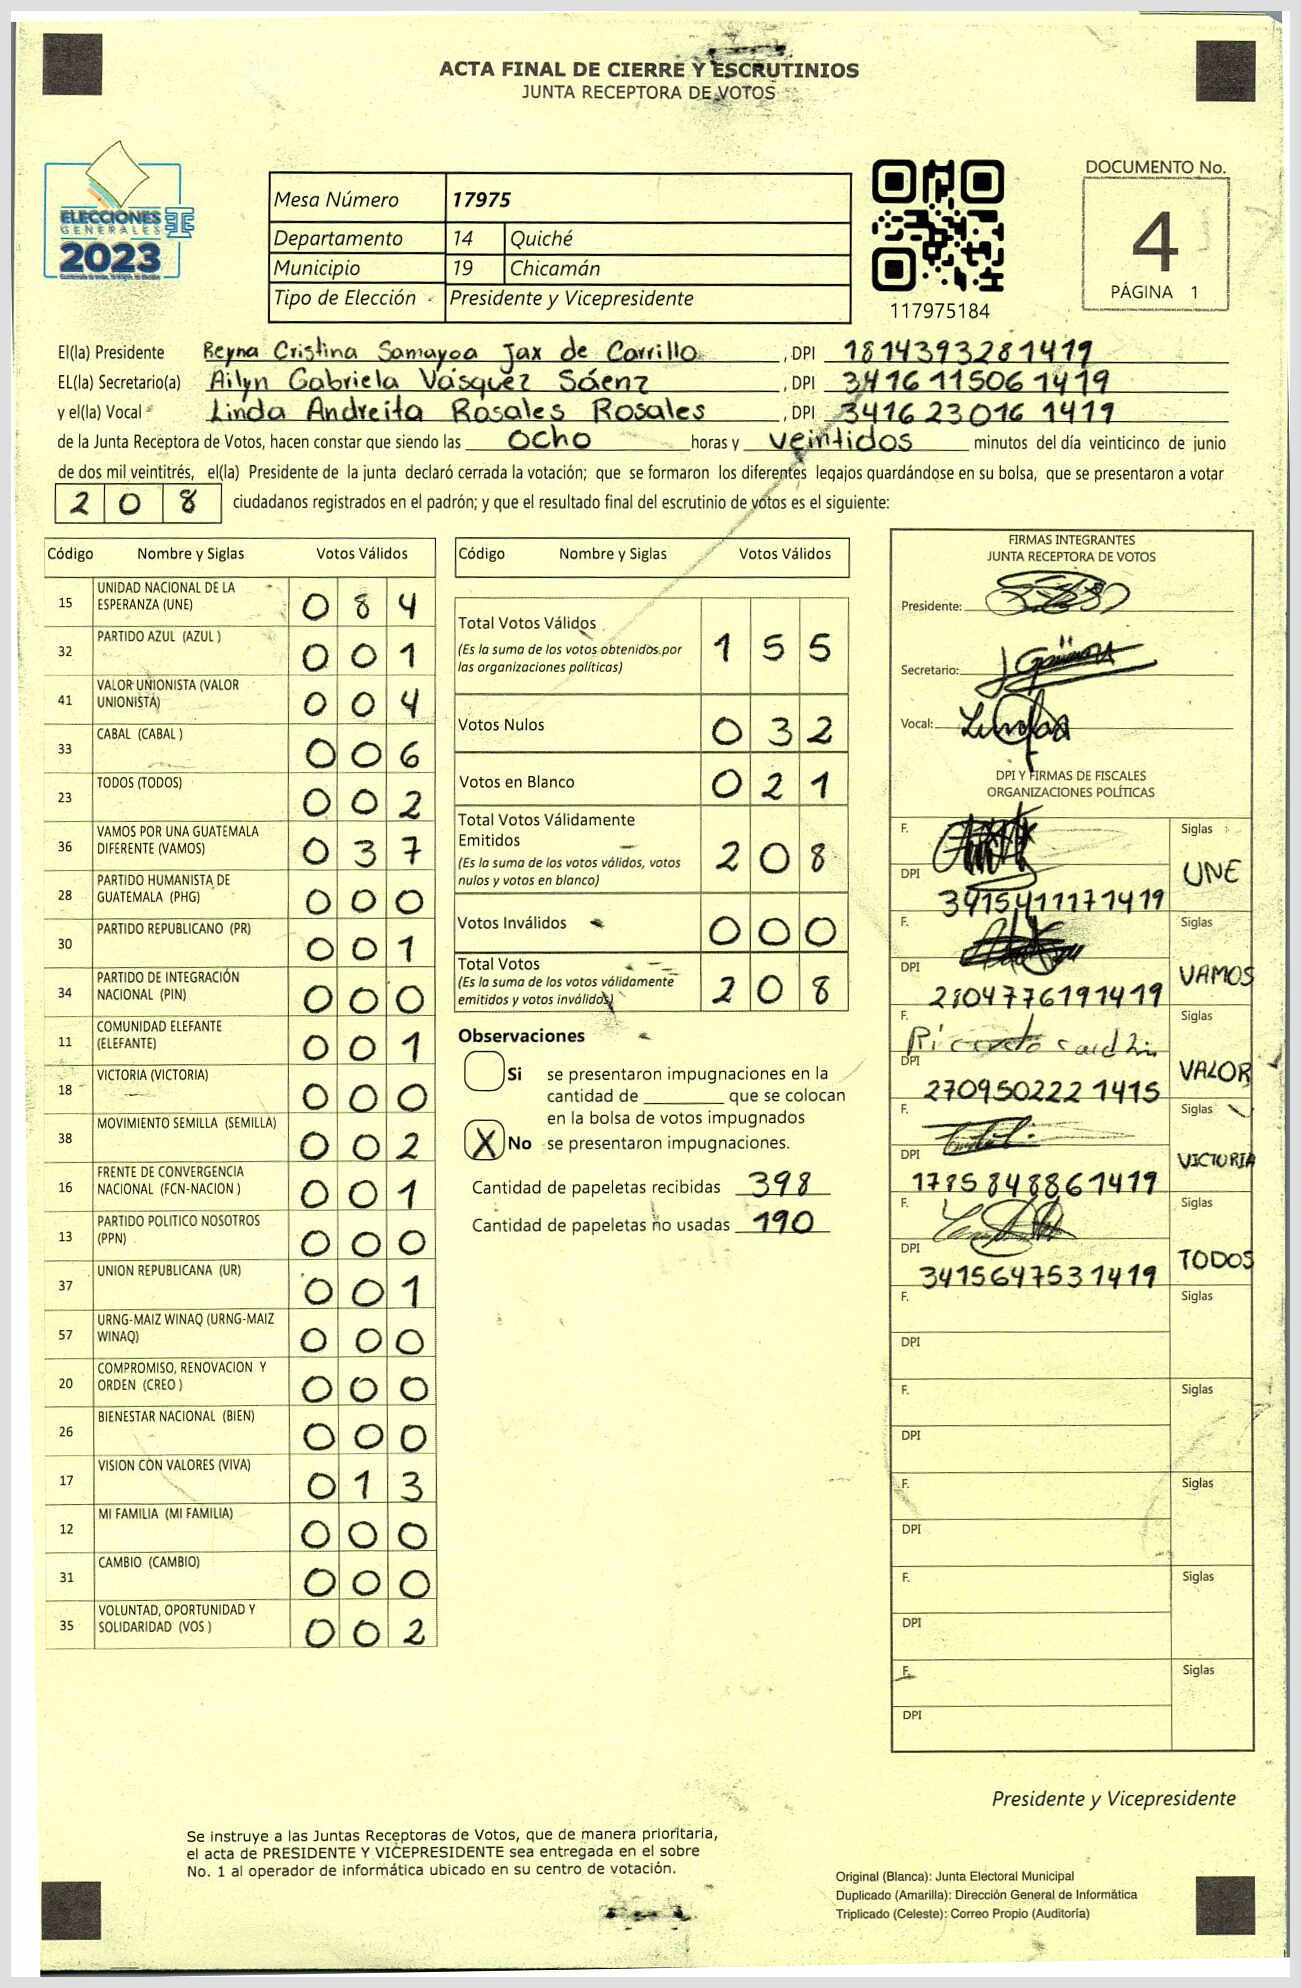 ACTA FINAL DE CIERRE Y ESCRUTINIOS
JUNTA RECEPTORA DE VOTOS
ELECCIONES
GENERALES
2023
Mesa Número 17975
Departamento 14 Quiché
Municipio 19 Chicamán
Tipo de Elección Presidente y Vicepresidente
117975184
DOCUMENTO No.
4
PÁGINA 1
El(la) Presidente Reyna Cristina Samayoa Jax de Carrillo, DPI 1814393281419
EL(la) Secretario(a) Ailyn Gabriela Vásquez Sáenz, DPI 3416115061419
y el(la) Vocal Linda Andreita Rosales Rosales, DPI 3416230161419
de la Junta Receptora de Votos, hacen constar que siendo las ocho horas y veintidos minutos del día veinticinco de junio
de dos mil veintitrés, el(la) Presidente de la junta declaró cerrada la votación; que se formaron los diferentes legajos guardándose en su bolsa, que se presentaron a votar
208 ciudadanos registrados en el padrón; y que el resultado final del escrutinio de votos es el siguiente:
Código Nombre y Siglas Votos Válidos
15 UNIDAD NACIONAL DE LA ESPERANZA (UNE) 0 8 4
32 PARTIDO AZUL (AZUL ) 0 0 1
41 VALOR UNIONISTA (VALOR UNIONISTA) 0 0 4
33 CABAL (CABAL ) 0 0 6
23 TODOS (TODOS) 0 0 2
36 VAMOS POR UNA GUATEMALA DIFERENTE (VAMOS) 0 3 7
28 PARTIDO HUMANISTA DE GUATEMALA (PHG) 0 0 0
30 PARTIDO REPUBLICANO (PR) 0 0 1
34 PARTIDO DE INTEGRACIÓN NACIONAL (PIN) 0 0 0
11 COMUNIDAD ELEFANTE (ELEFANTE) 0 0 1
18 VICTORIA (VICTORIA) 0 0 0
38 MOVIMIENTO SEMILLA (SEMILLA) 0 0 2
16 FRENTE DE CONVERGENCIA NACIONAL (FCN-NACION ) 0 0 1
13 PARTIDO POLITICO NOSOTROS (PPN) 0 0 0
37 UNION REPUBLICANA (UR) 0 0 1
57 URNG-MAIZ WINAQ (URNG-MAIZ WINAQ) 0 0 0
20 COMPROMISO, RENOVACION Y ORDEN (CREO ) 0 0 0
26 BIENESTAR NACIONAL (BIEN) 0 0 0
17 VISION CON VALORES (VIVA) 0 1 3
12 MI FAMILIA (MI FAMILIA) 0 0 0
31 CAMBIO (CAMBIO) 0 0 0
35 VOLUNTAD, OPORTUNIDAD Y SOLIDARIDAD (VOS ) 0 0 2
Código Nombre y Siglas Votos Válidos
Total Votos Válidos 1 5 5
(Es la suma de los votos obtenidos por
las organizaciones políticas)
Votos Nulos 0 3 2
Votos en Blanco 0 2 1
Total Votos Válidamente
Emitidos 2 0 8
(Es la suma de los votos válidos, votos
nulos y votos en blanco)
Votos Inválidos 0 0 0
Total Votos 2 0 8
(Es la suma de los votos válidamente
emitidos y votos inválidos)
Observaciones
Si se presentaron impugnaciones en la
cantidad de ________ que se colocan
en la bolsa de votos impugnados
X No se presentaron impugnaciones.
Cantidad de papeletas recibidas 398
Cantidad de papeletas no usadas 190
FIRMAS INTEGRANTES
JUNTA RECEPTORA DE VOTOS
Presidente:
Secretario:
Vocal:
DPI Y FIRMAS DE FISCALES
ORGANIZACIONES POLÍTICAS
F. Siglas UNE
DPI 3415411171419
F. Siglas VAMOS
DPI 2804776191419
F. Siglas VALOR
DPI 2709502221415
F. Siglas VICTORIA
DPI 1785848861419
F. Siglas TODOS
DPI 3415647531419
F. Siglas
DPI
F. Siglas
DPI
F. Siglas
DPI
F. Siglas
DPI
F. Siglas
DPI
Presidente y Vicepresidente
Se instruye a las Juntas Receptoras de Votos, que de manera prioritaria,
el acta de PRESIDENTE Y VICEPRESIDENTE sea entregada en el sobre
No. 1 al operador de informática ubicado en su centro de votación.
Original (Blanca): Junta Electoral Municipal
Duplicado (Amarilla): Dirección General de Informática
Triplicado (Celeste): Correo Propio (Auditoría)